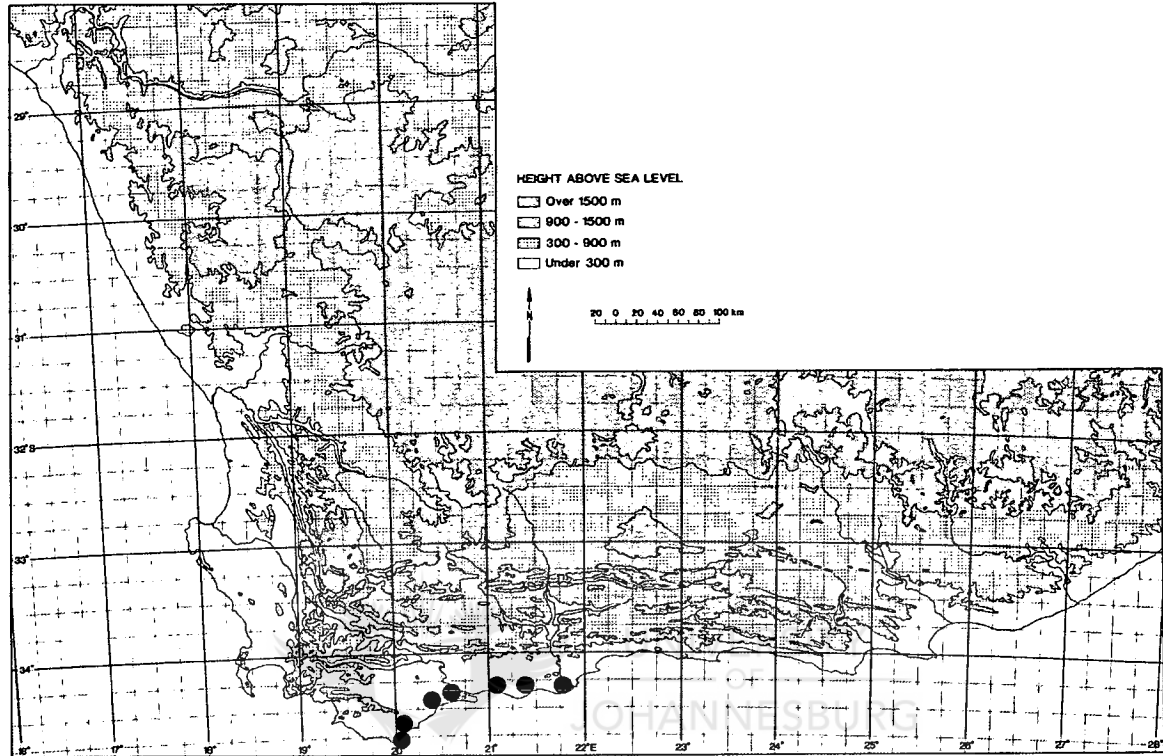 HEIGHT ABOVE SEA LEVEL
Over 1500 m
900 - 1500 m
300 - 900 m
Under 300 m
N
20 0 20 40 60 80 100 km
29°
30°
31°
32°S
33°
34°
16° 17° 18° 19° 20° 21° 22°E 23° 24° 25° 26° 27° 28°
OF
JOHANNESBURG